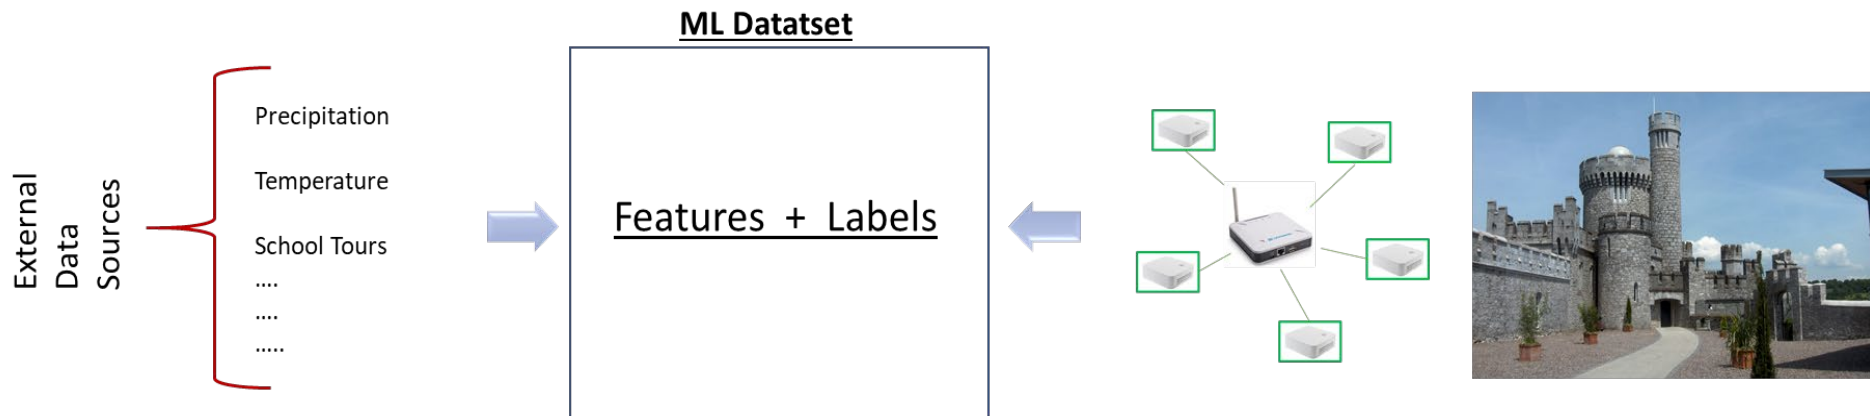 ML Datatset
External
Data
Sources
Precipitation
Temperature
School Tours
....
....
.....
Features + Labels